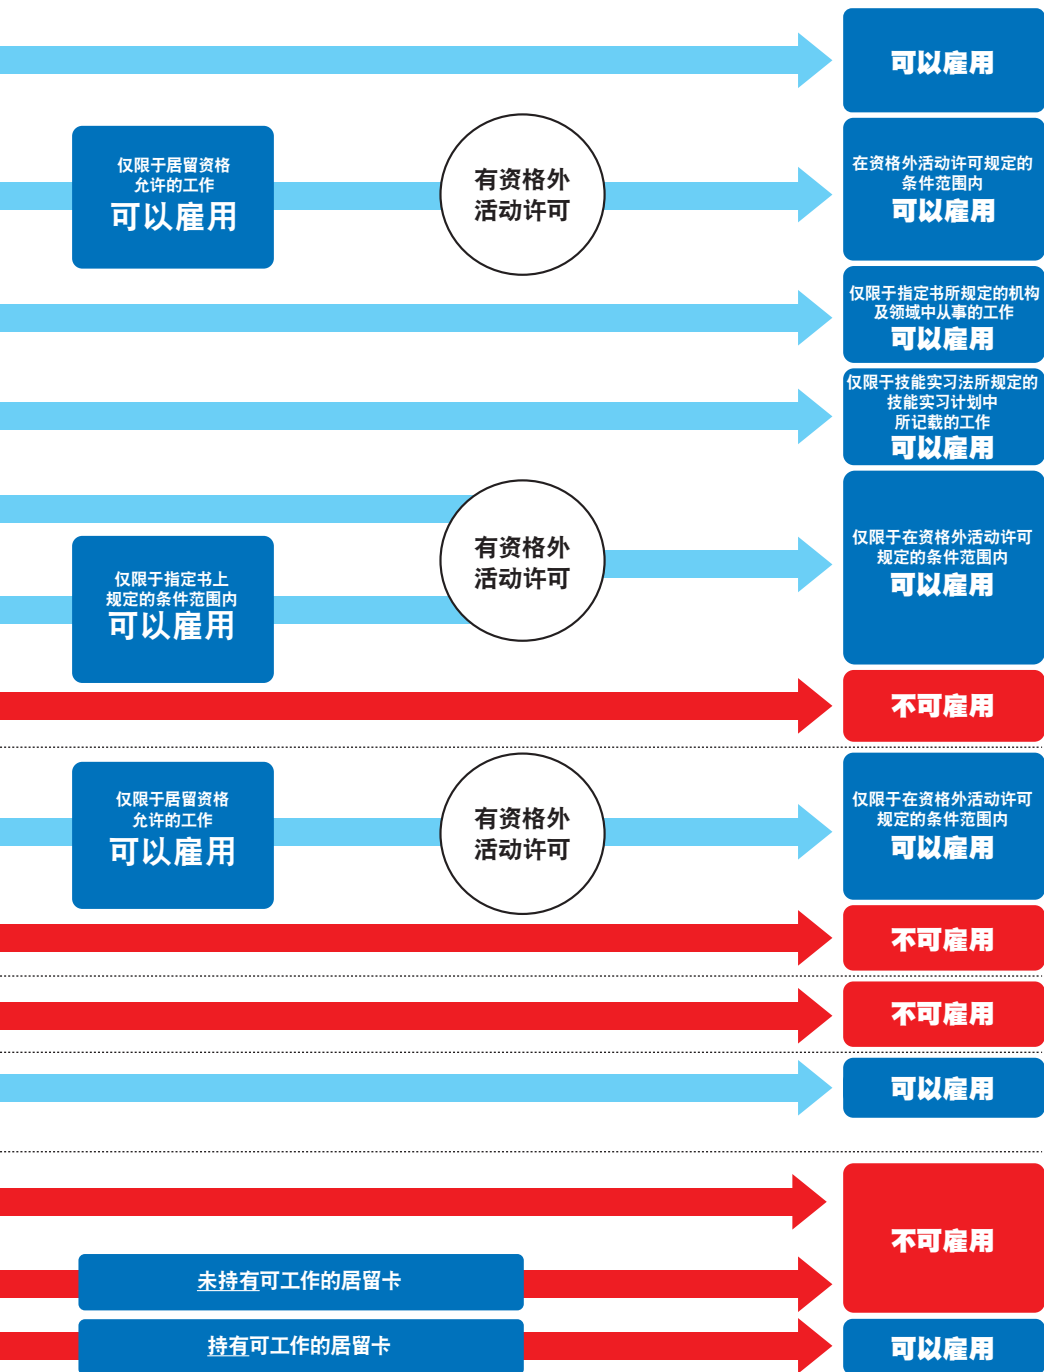 可以雇用
仅限于居留资格
允许的工作
可以雇用
有资格外
活动许可
在资格外活动许可规定的
条件范围内
可以雇用
仅限于指定书所规定的机构
及领域中从事的工作
可以雇用
仅限于技能实习法所规定的
技能实习计划中
所记载的工作
可以雇用
仅限于指定书上
规定的条件范围内
可以雇用
有资格外
活动许可
仅限于在资格外活动许可
规定的条件范围内
可以雇用
不可雇用
仅限于居留资格
允许的工作
可以雇用
有资格外
活动许可
仅限于在资格外活动许可
规定的条件范围内
可以雇用
不可雇用
不可雇用
可以雇用
不可雇用
未持有可工作的居留卡
持有可工作的居留卡
可以雇用